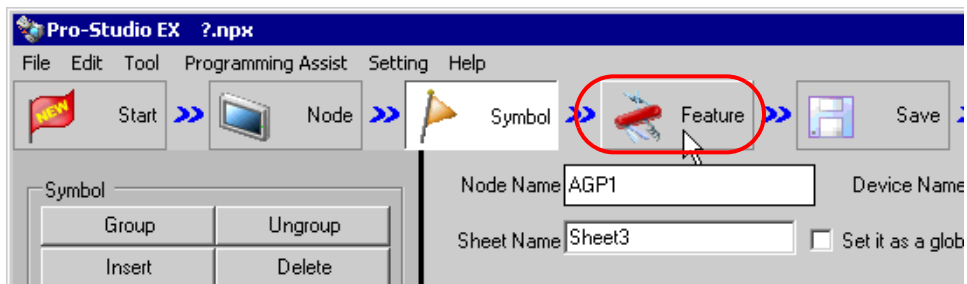 Pro-Studio EX ?.npx
File Edit Tool Programming Assist Setting Help
NEW Start Node Symbol Feature Save
Symbol
Node Name AGP1 Device Name
Group Ungroup
Sheet Name Sheet3 Set it as a glob
Insert Delete